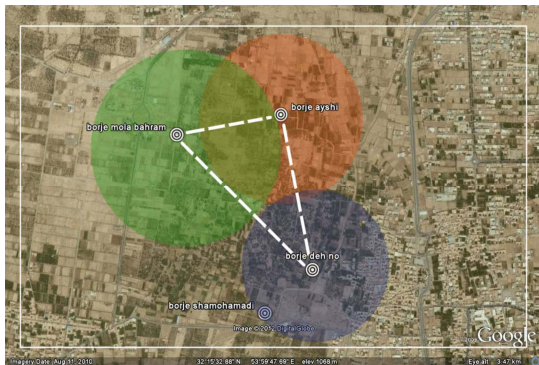 borje ayshi
borje mola bahram
borje deh no
borje shamohamadi
Image © 2012 DigitalGlobe
Google
Imagery Date: Aug 11, 2010 32°15'32.88" N 53°59'47.69" E elev 1068 m Eye alt 3.47 km